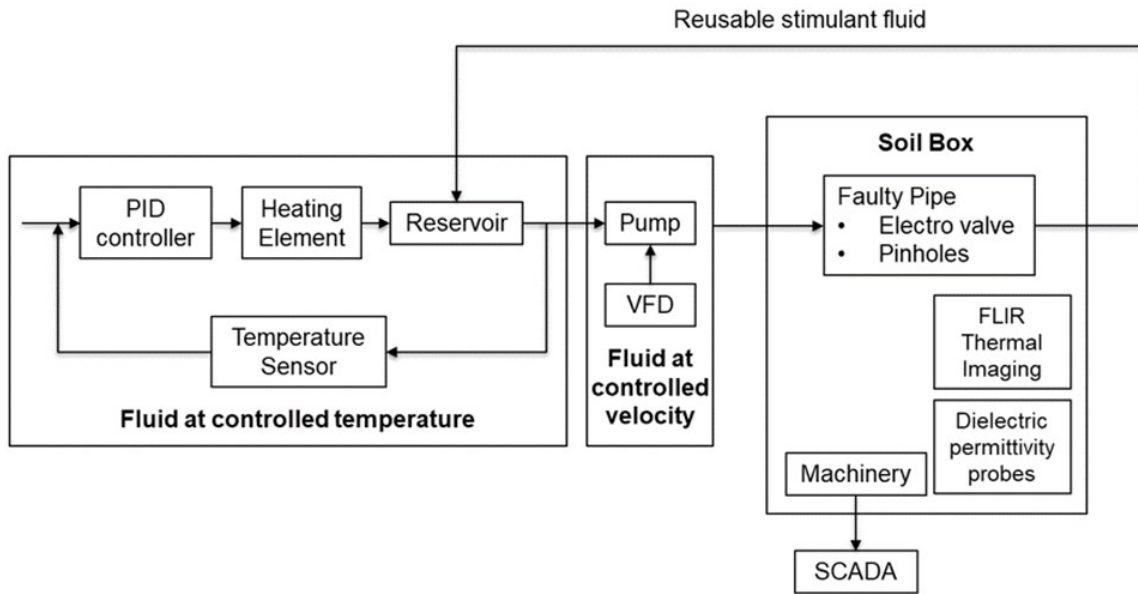 Reusable stimulant fluid
PID
controller
Heating
Element
Reservoir
Temperature
Sensor
Fluid at controlled temperature
Pump
VFD
Fluid at
controlled
velocity
Soil Box
Faulty Pipe
• Electro valve
• Pinholes
FLIR
Thermal
Imaging
Dielectric
permittivity
probes
Machinery
SCADA